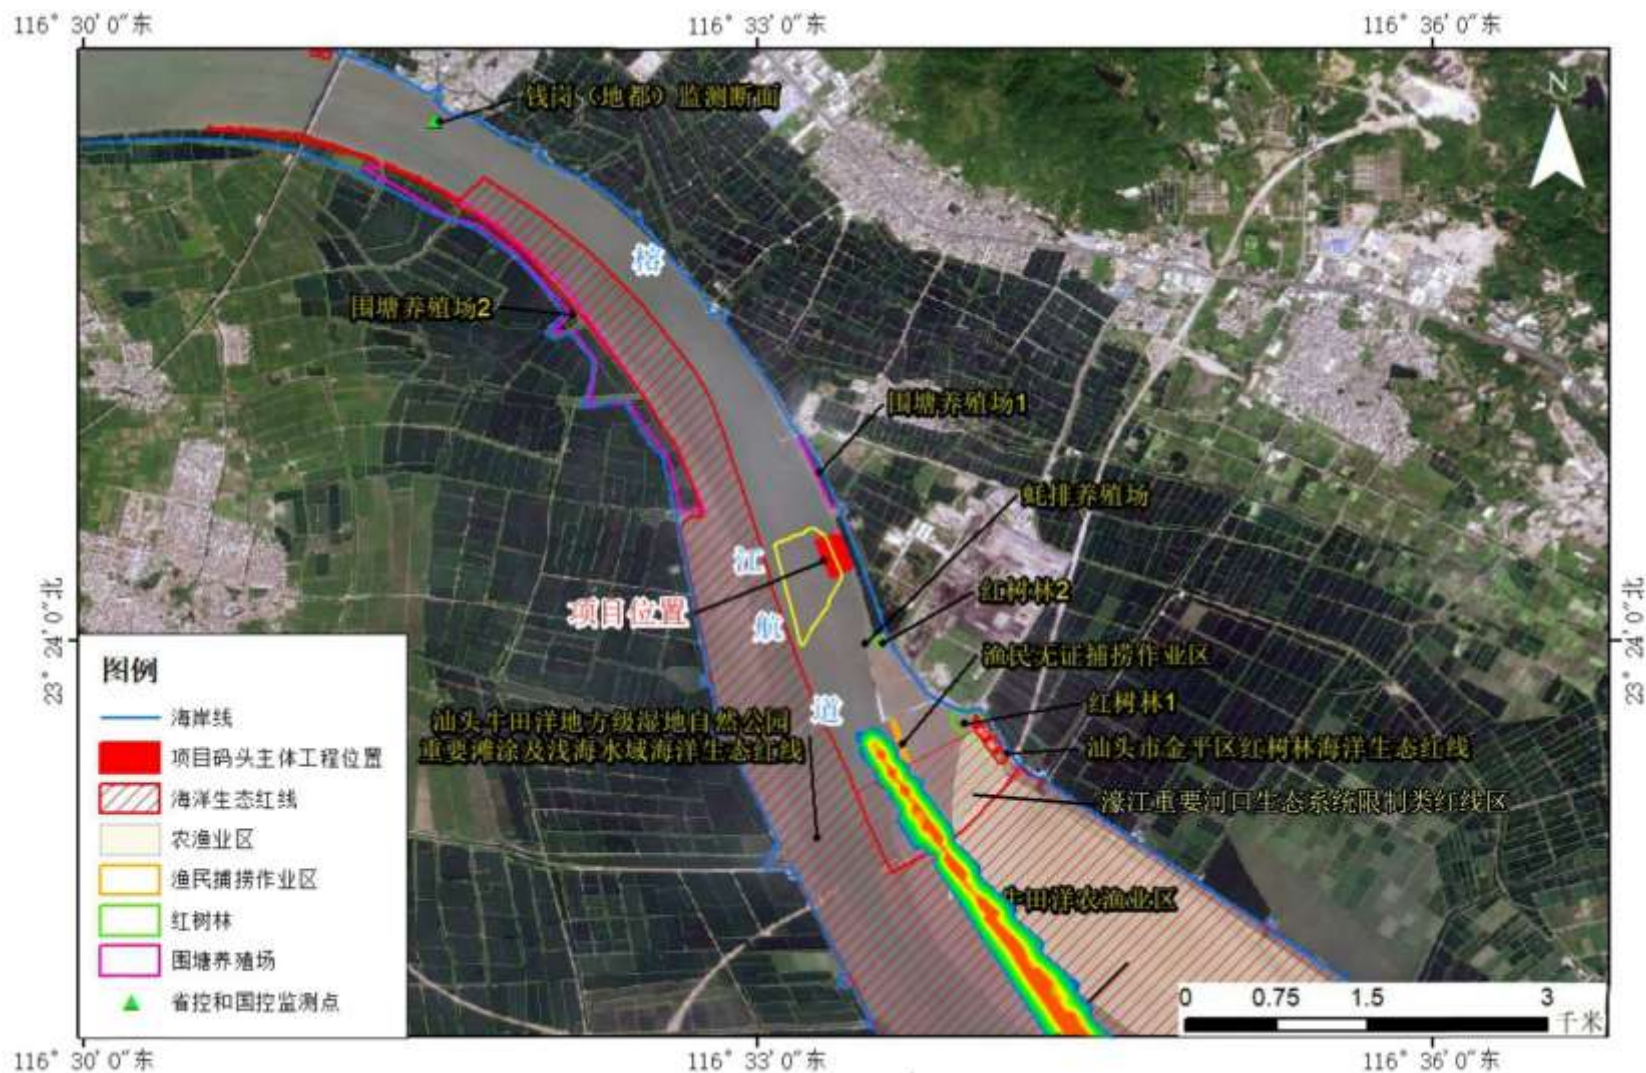 116° 30′ 0″东
116° 33′ 0″东
116° 36′ 0″东
N
钱岗（地都）监测断面
榕
围塘养殖场2
围塘养殖场1
蚝排养殖场
江
红树林2
项目位置
航
渔民无证捕捞作业区
23° 24′ 0″北
23° 24′ 0″北
红树林1
道
汕头牛田洋地方级湿地自然公园
重要滩涂及浅海水域海洋生态红线
汕头市金平区红树林海洋生态红线
濠江重要河口生态系统限制类红线区
牛田洋农渔业区
图例
海岸线
项目码头主体工程位置
海洋生态红线
农渔业区
渔民捕捞作业区
红树林
围塘养殖场
省控和国控监测点
0 0.75 1.5 3
千米
116° 30′ 0″东
116° 33′ 0″东
116° 36′ 0″东